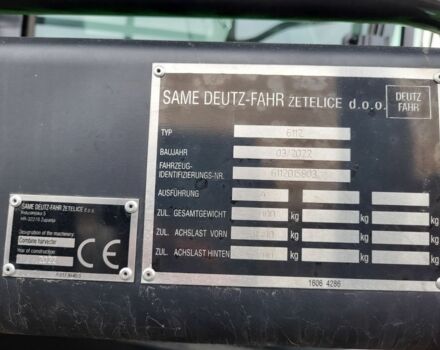 SAME DEUTZ-FAHR ŽETELICE d.o.o.
DEUTZ
FAHR
TYP 6112
BAUJAHR 03/2022
FAHRZEUG-
IDENTIFIZIERUNGS-NR.
AUSFÜHRUNG
ZUL. GESAMTGEWICHT kg kg kg
ZUL. ACHSLAST VORN kg kg kg
ZUL. ACHSLAST HINTEN kg kg kg
1606 4286
SAME DEUTZ-FAHR ŽETELICE d.o.o.
Designation of the machinery:
Combine harvester
Year of construction:
CE